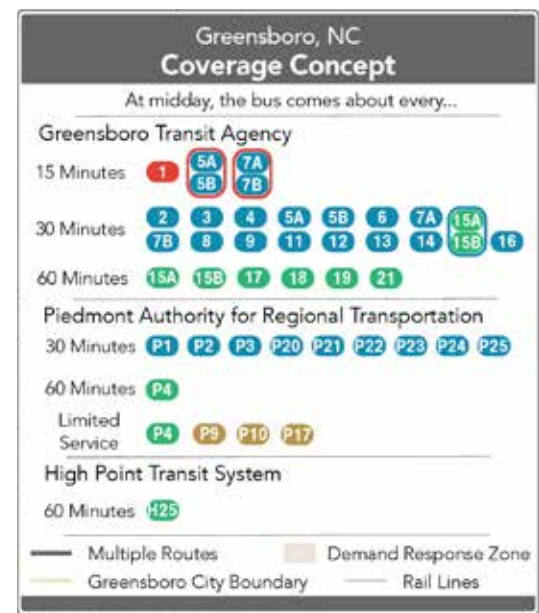 Greensboro, NC
Coverage Concept
At midday, the bus comes about every...
Greensboro Transit Agency
15 Minutes 1 5A 7A
5B 7B
30 Minutes 2 3 4 5A 5B 6 7A 15A
7B 8 9 11 12 13 14 15B 16
60 Minutes 15A 15B 17 18 19 21
Piedmont Authority for Regional Transportation
30 Minutes P1 P2 P3 P20 P21 P22 P23 P24 P25
60 Minutes P4
Limited
Service P4 P9 P10 P17
High Point Transit System
60 Minutes H25
Multiple Routes Demand Response Zone
Greensboro City Boundary Rail Lines